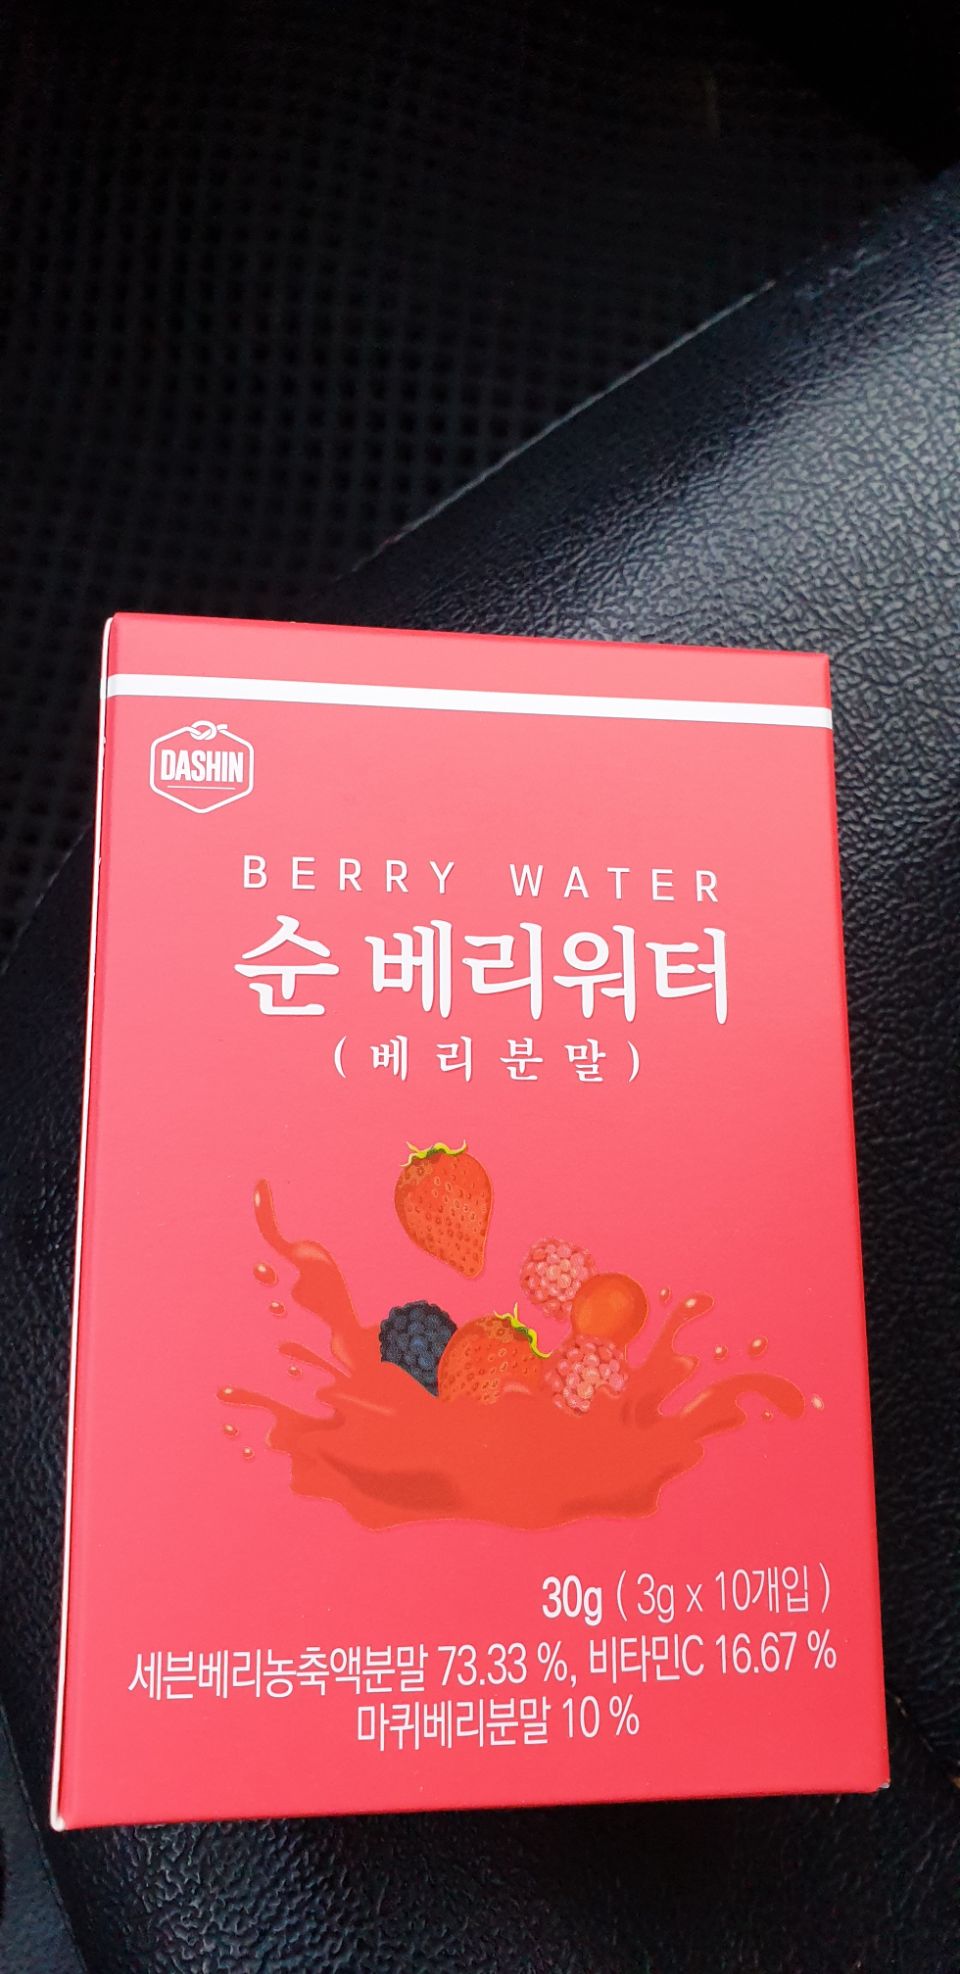 DASHIN
BERRY WATER
순 베리워터
(베리분말)
30g ( 3g x 10개입 )
세븐베리농축액분말 73.33 %, 비타민C 16.67 %
마퀴베리분말 10 %